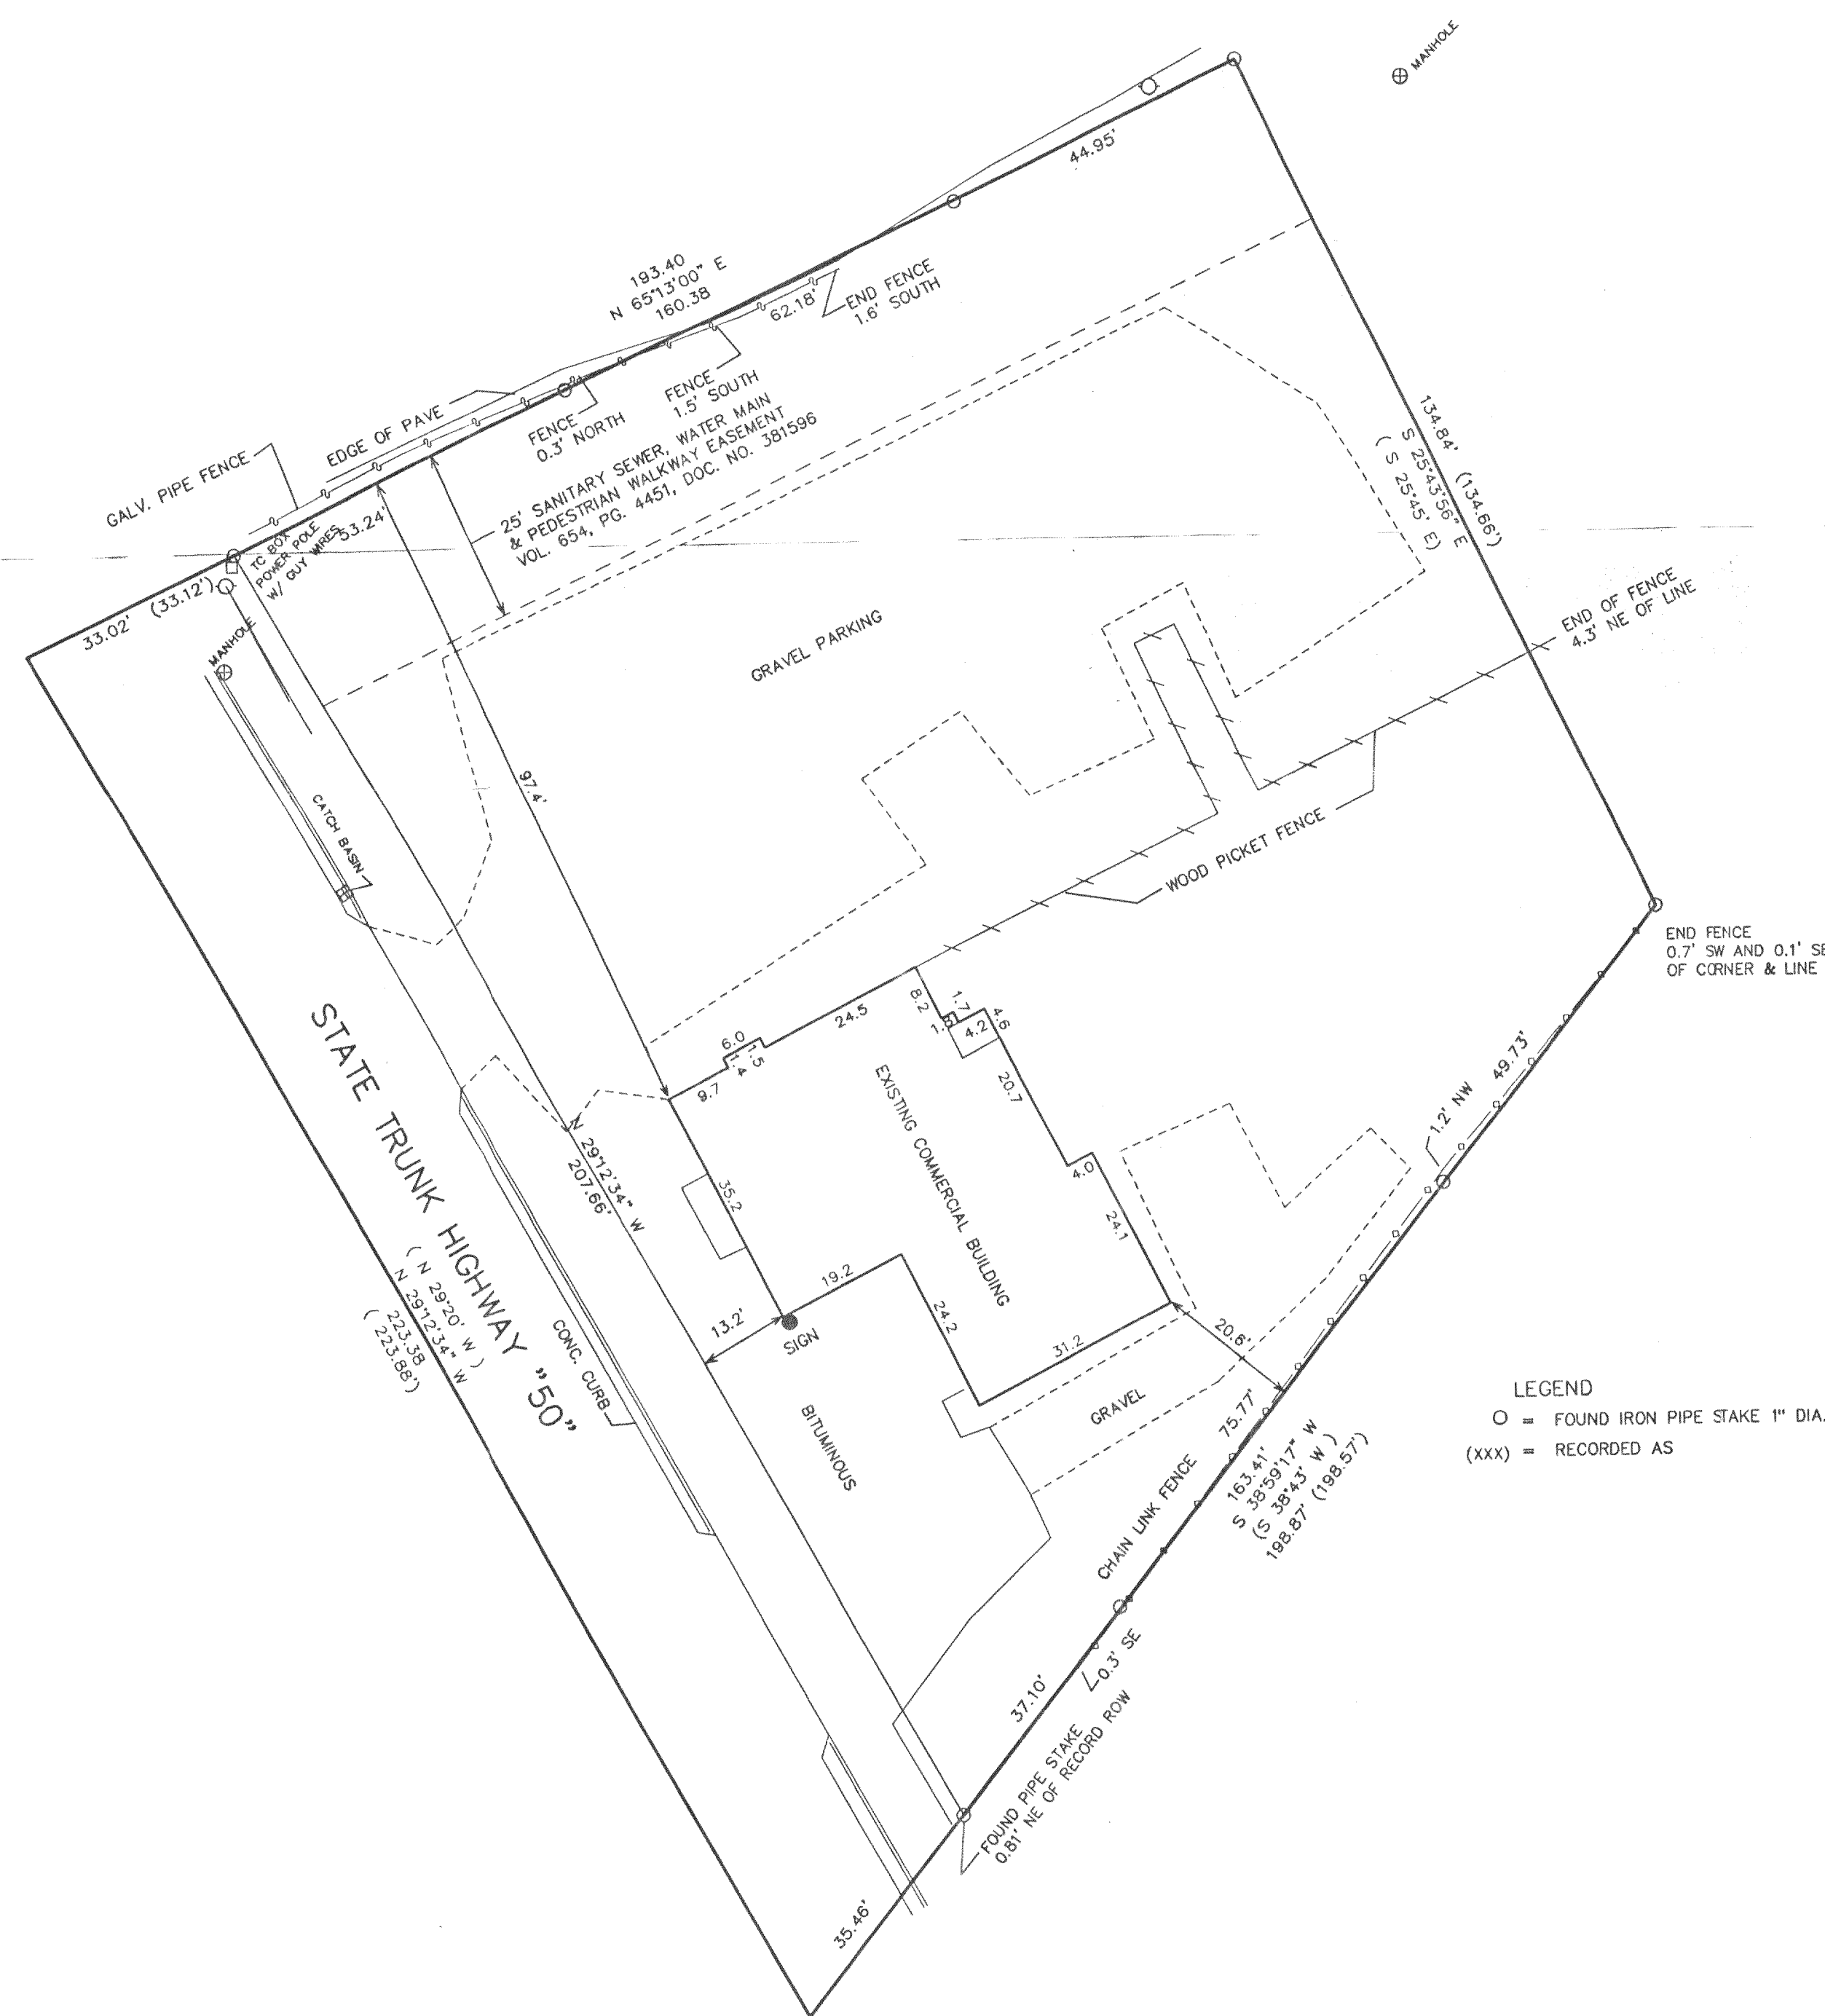 MANHOLE
44.95'
193.40
N 65°13'00" E
160.38
62.18'
END FENCE
1.6' SOUTH
FENCE
1.5' SOUTH
FENCE
0.3' NORTH
EDGE OF PAVE
GALV. PIPE FENCE
25' SANITARY SEWER, WATER MAIN
& PEDESTRIAN WALKWAY EASEMENT
VOL. 654, PG. 4451, DOC. NO. 381596
53.24'
TC BOX
POWER POLE
W/ GUY WIRES
33.02' (33.12')
MANHOLE
134.84' (134.66')
S 25°43'56" E
( S 25°45' E)
END OF FENCE
4.3' NE OF LINE
GRAVEL PARKING
97.4'
CATCH BASIN
WOOD PICKET FENCE
END FENCE
0.7' SW AND 0.1' SE
OF CORNER & LINE
STATE TRUNK HIGHWAY "50"
24.5
8.2
1.7
1.8
4.2
4.6
6.0
1.5
1.4
9.7
20.7
EXISTING COMMERCIAL BUILDING
4.0
24.1
35.2
N 29°12'34" W
207.66'
19.2
13.2'
SIGN
24.2
31.2
20.6'
49.73'
1.2' NW
( N 29°20' W )
N 29°12'34" W
223.38
( 223.88')
CONC. CURB
BITUMINOUS
GRAVEL
75.77'
163.41'
S 38°59'17" W
(S 38°43' W )
198.87' (198.57')
CHAIN LINK FENCE
LEGEND
O = FOUND IRON PIPE STAKE 1" DIA.
(XXX) = RECORDED AS
0.3' SE
37.10'
FOUND PIPE STAKE
0.81' NE OF RECORD ROW
35.46'